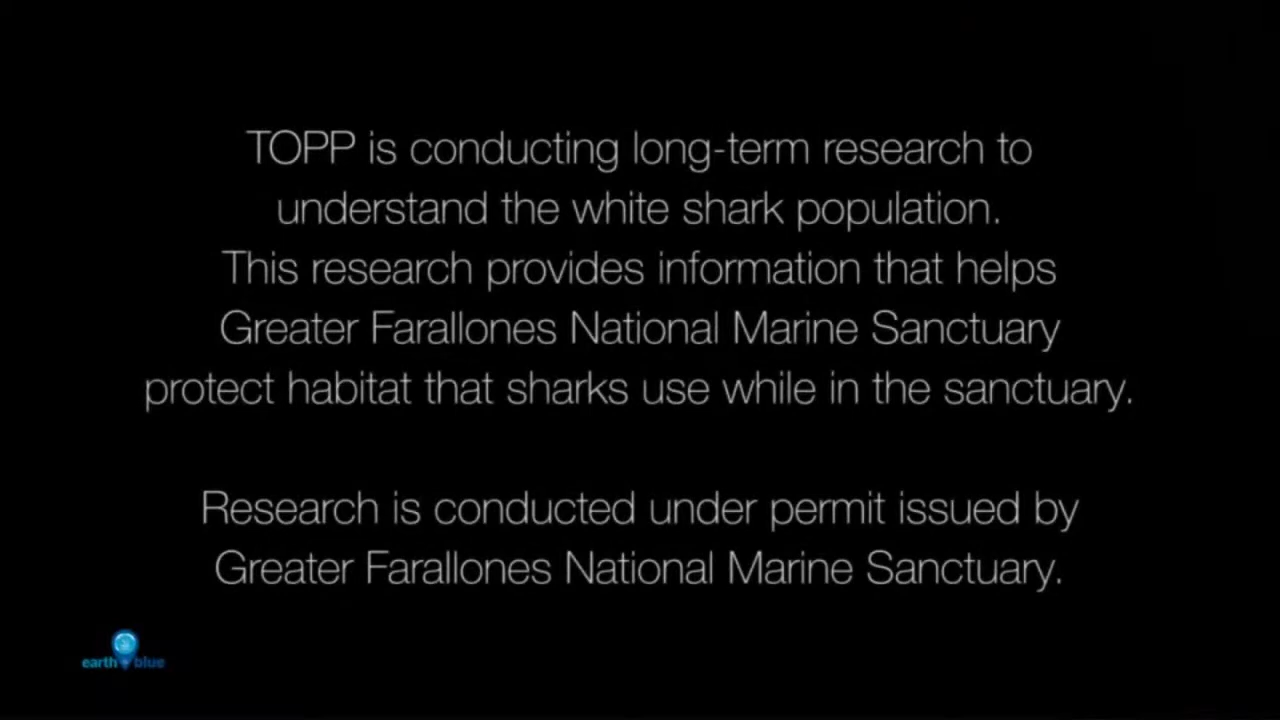 TOPP is conducting long-term research to
understand the white shark population.
This research provides information that helps
Greater Farallones National Marine Sanctuary
protect habitat that sharks use while in the sanctuary.
Research is conducted under permit issued by
Greater Farallones National Marine Sanctuary.
earth blue